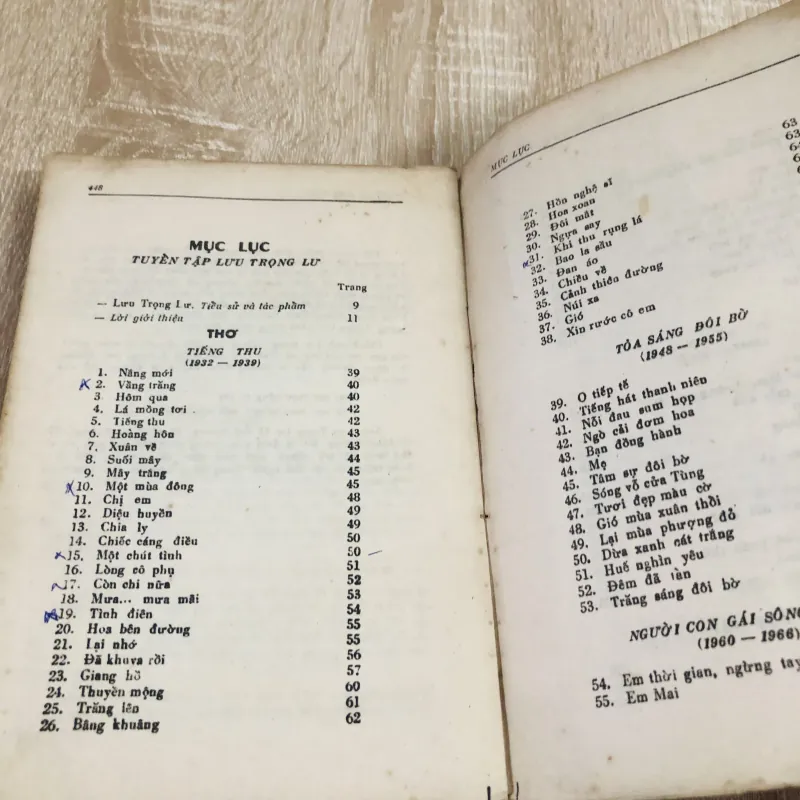 448
MỤC LỤC
TUYỂN TẬP LƯU TRỌNG LƯ
Trang
— Lưu Trọng Lư. Tiểu sử và tác phẩm 9
— Lời giới thiệu 11
THƠ
TIẾNG THU
(1932 — 1939)
1. Nắng mới 39
2. Vầng trăng 40
3 Hôm qua 40
4. Lá mồng tơi 42
5. Tiếng thu 42
6. Hoàng hôn 43
7. Xuân về 43
8. Suối mây 44
9. Mây trắng 45
10. Một mùa đông 45
11. Chị em 48
12. Diệu huyền 49
13. Chia ly 49
14. Chiếc cáng điều 50
15. Một chút tình 50
16. Lòng cô phụ 51
17. Còn chi nữa 52
18. Mưa... mưa mãi 53
19. Tình điên 54
20. Hoa bên đường 55
21. Lại nhớ 55
22. Đã khuya rồi 56
23. Giang hồ 57
24. Thuyền mộng 60
25. Trăng lên 61
26. Bâng khuâng 62
MỤC LỤC
27. Hồn nghệ sĩ 63
28. Hoa xoan 63
29. Đôi mắt
30. Ngựa say
31. Khi thu rụng lá
32. Bao la sầu
33. Đan áo
34. Chiều về
35. Cảnh thiên đường
36. Núi xa
37. Gió
38. Xin rước cô em
TỎA SÁNG ĐÔI BỜ
(1948 — 1955)
39. O tiếp tế
40. Tiếng hát thanh niên
41. Nỗi đau sum họp
42. Ngò cải đơm hoa
43. Bạn đồng hành
44. Mẹ
45. Tâm sự đôi bờ
46. Sóng vỗ cửa Tùng
47. Tươi đẹp màu cờ
48. Gió mùa xuân thổi
49. Lại mùa phượng đỏ
50. Dừa xanh cát trắng
51. Huế nghìn yêu
52. Đêm đã tàn
53. Trăng sáng đôi bờ
NGƯỜI CON GÁI SÔNG
(1960 — 1966)
54. Em thời gian, ngừng tay
55. Em Mai